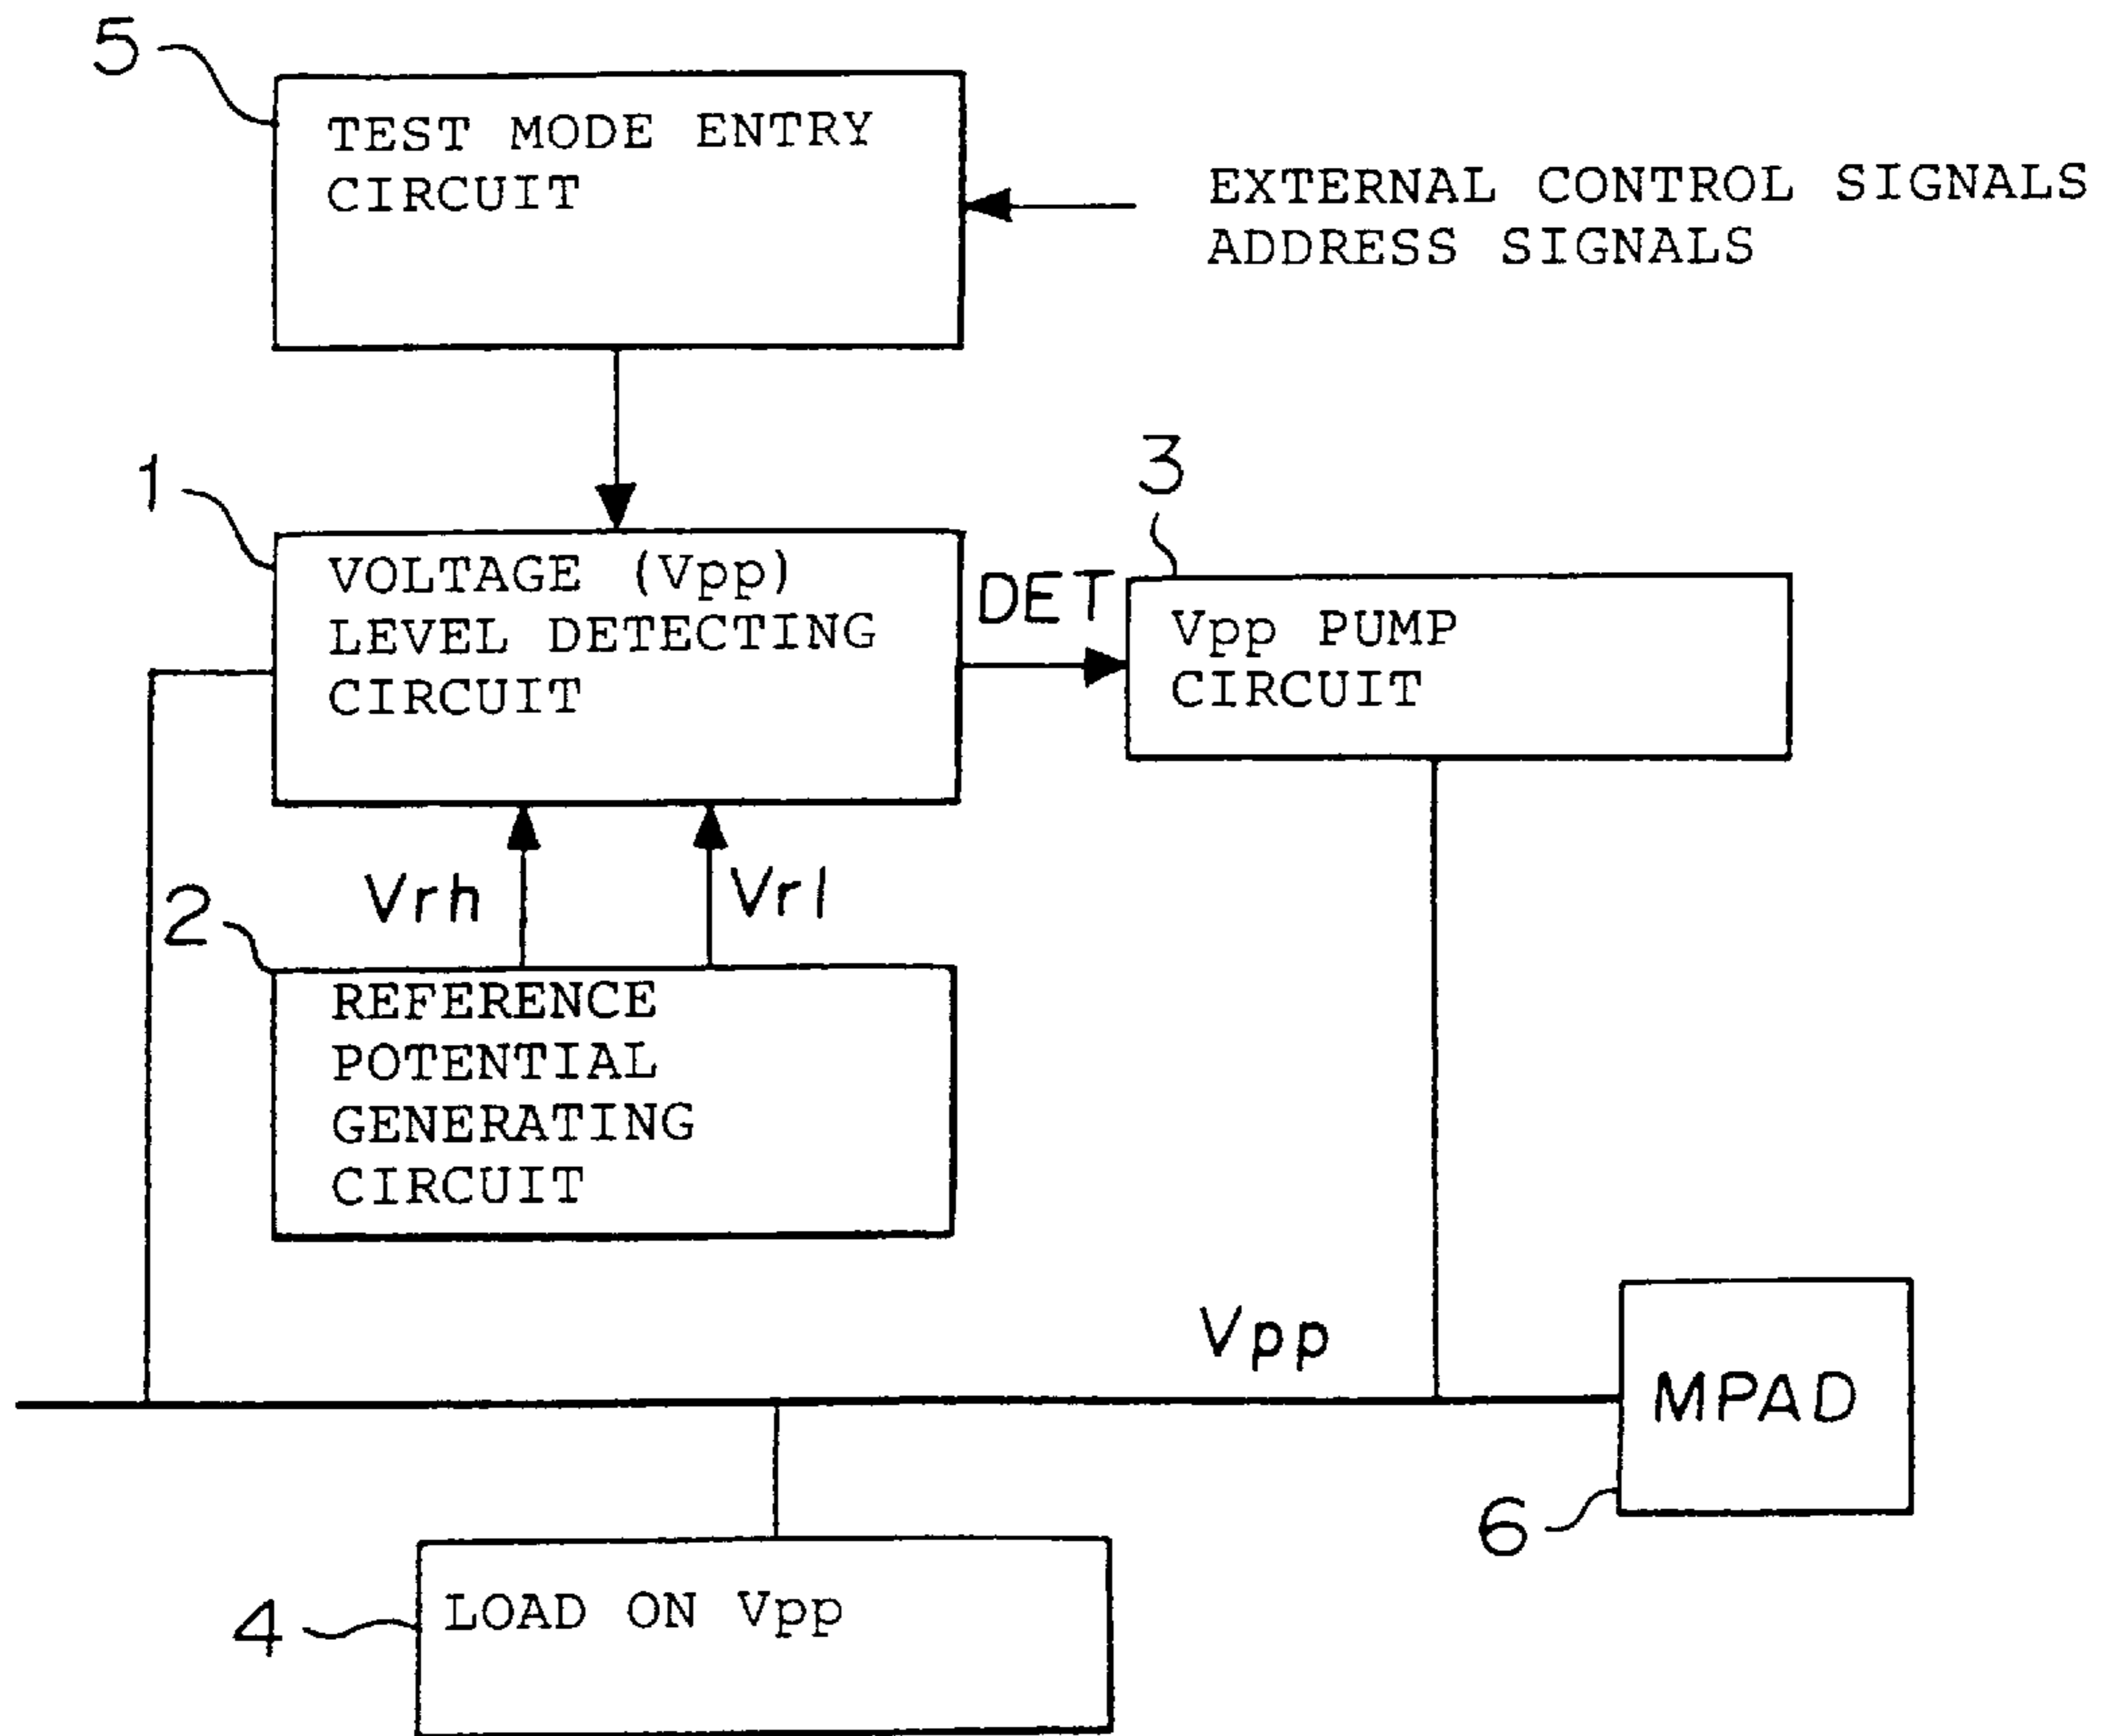 5
TEST MODE ENTRY
CIRCUIT
EXTERNAL CONTROL SIGNALS
ADDRESS SIGNALS
1
VOLTAGE (Vpp)
LEVEL DETECTING
CIRCUIT
DET
3
Vpp PUMP
CIRCUIT
Vrh
Vrl
2
REFERENCE
POTENTIAL
GENERATING
CIRCUIT
Vpp
MPAD
6
4
LOAD ON Vpp